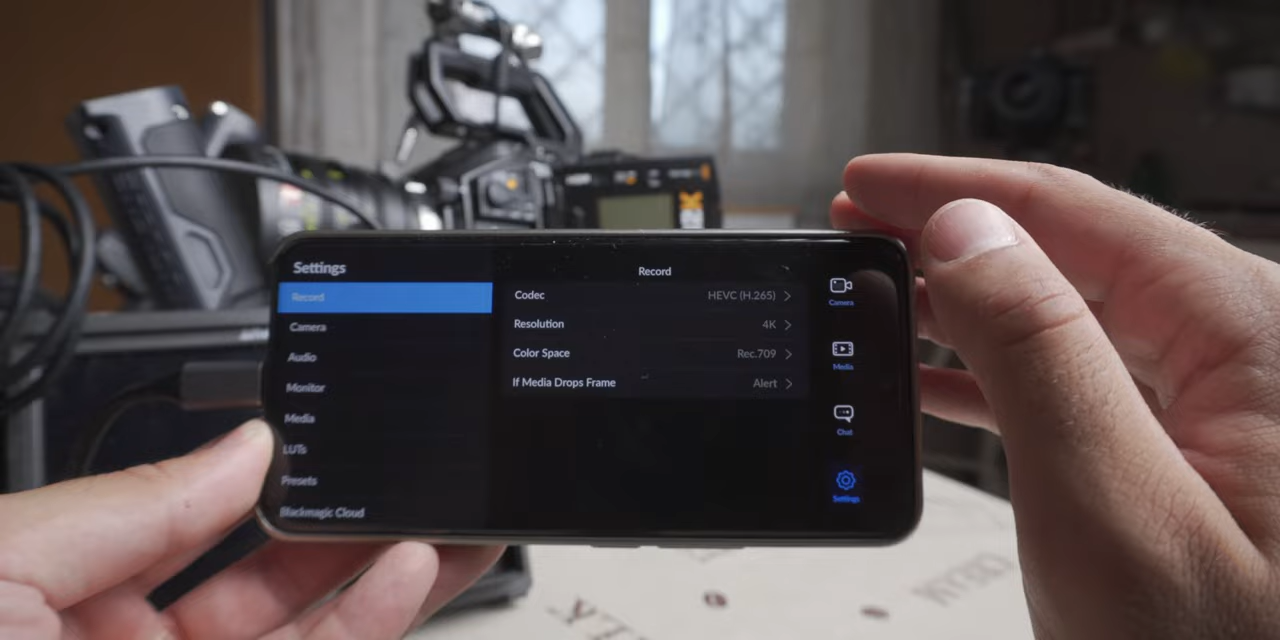 Settings
Record
Camera
Audio
Monitor
Media
LUTs
Presets
Blackmagic Cloud
Record
Codec HEVC (H.265)
Resolution 4K
Color Space Rec.709
If Media Drops Frame Alert
Camera
Media
Chat
Settings